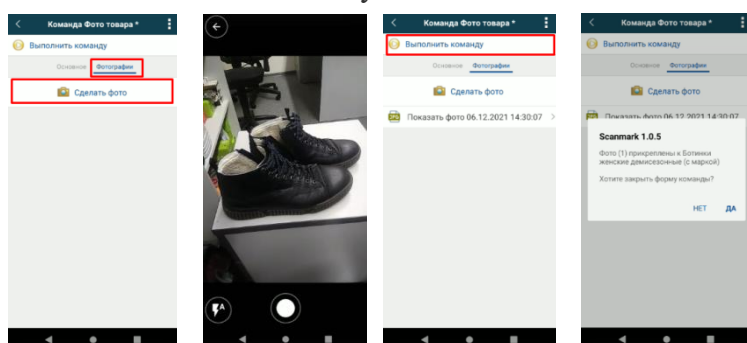 Команда Фото товара *
Выполнить команду
Основное Фотографии
Сделать фото
Команда Фото товара *
Выполнить команду
Основное Фотографии
Сделать фото
Показать фото 06.12.2021 14:30:07
Команда Фото товара *
Выполнить команду
Основное Фотографии
Сделать фото
Показать фото 06.12.2021 14:30:07
Scanmark 1.0.5
Фото (1) прикреплены к Ботинки
женские демисезонные (с маркой)
Хотите закрыть форму команды?
НЕТ ДА